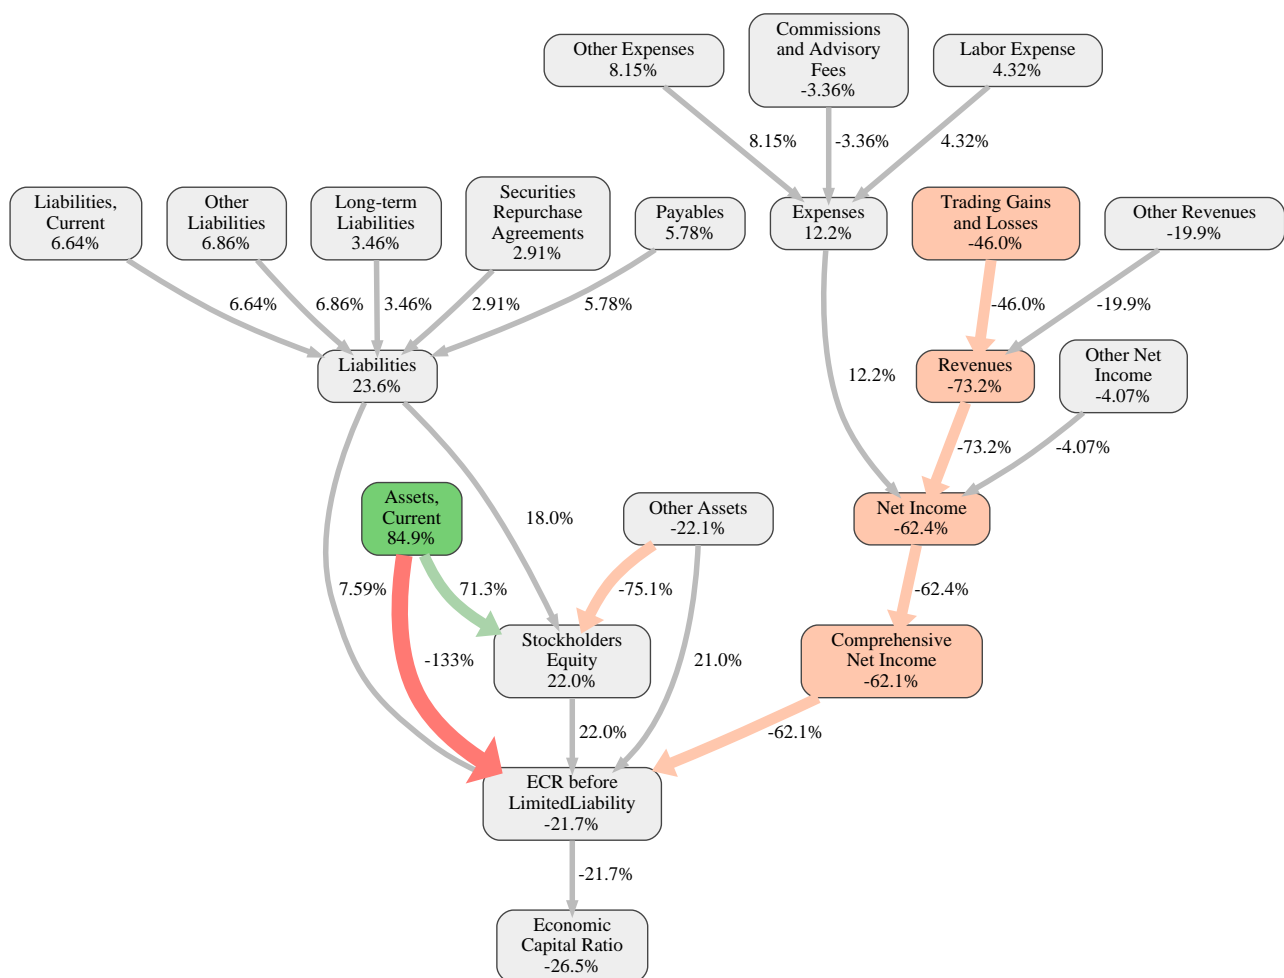 Commissions
and Advisory
Fees
-3.36%
Other Expenses
8.15%
Labor Expense
4.32%
8.15%
-3.36%
4.32%
Liabilities,
Current
6.64%
Other
Liabilities
6.86%
Long-term
Liabilities
3.46%
Securities
Repurchase
Agreements
2.91%
Payables
5.78%
Expenses
12.2%
Trading Gains
and Losses
-46.0%
Other Revenues
-19.9%
6.64%
6.86%
3.46%
2.91%
5.78%
-46.0%
-19.9%
Liabilities
23.6%
12.2%
Revenues
-73.2%
Other Net
Income
-4.07%
-73.2%
-4.07%
Assets,
Current
84.9%
18.0%
Other Assets
-22.1%
Net Income
-62.4%
7.59%
71.3%
-75.1%
-62.4%
-133%
Stockholders
Equity
22.0%
21.0%
Comprehensive
Net Income
-62.1%
22.0%
-62.1%
ECR before
LimitedLiability
-21.7%
-21.7%
Economic
Capital Ratio
-26.5%